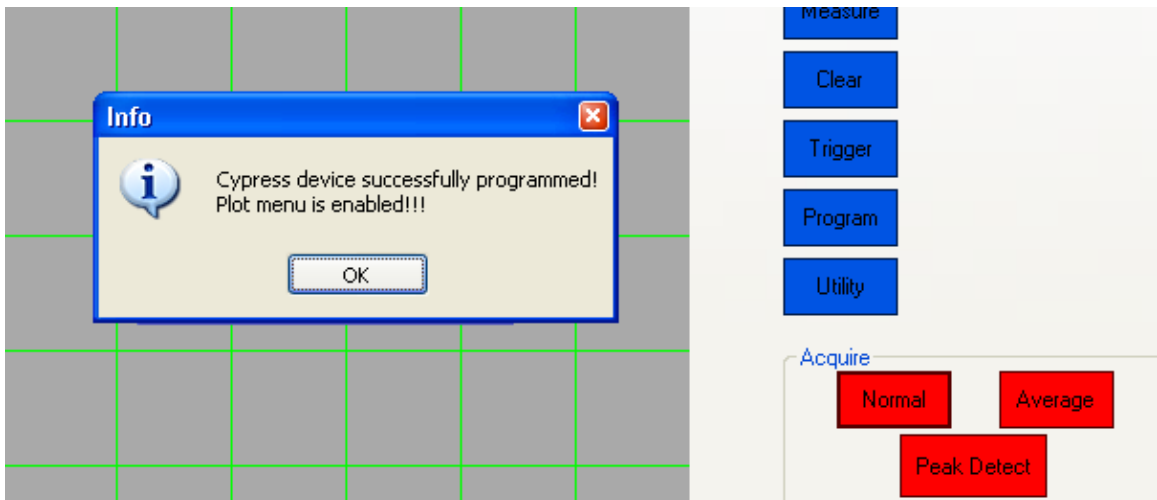 Measure
Clear
Info
Cypress device successfully programmed!
Plot menu is enabled!!!
Trigger
Program
OK
Utility
Acquire
Normal
Average
Peak Detect